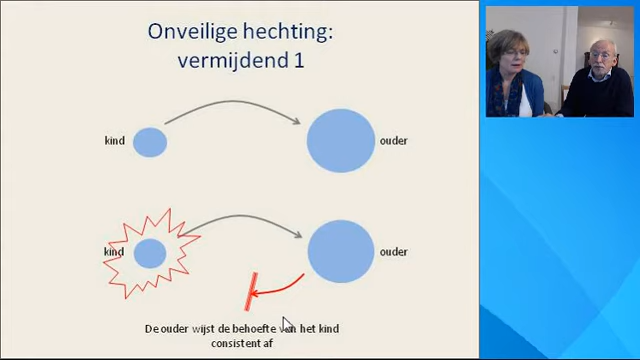 Onveilige hechting:
vermijdend 1
kind
ouder
kind
ouder
De ouder wijst de behoefte van het kind
consistent af